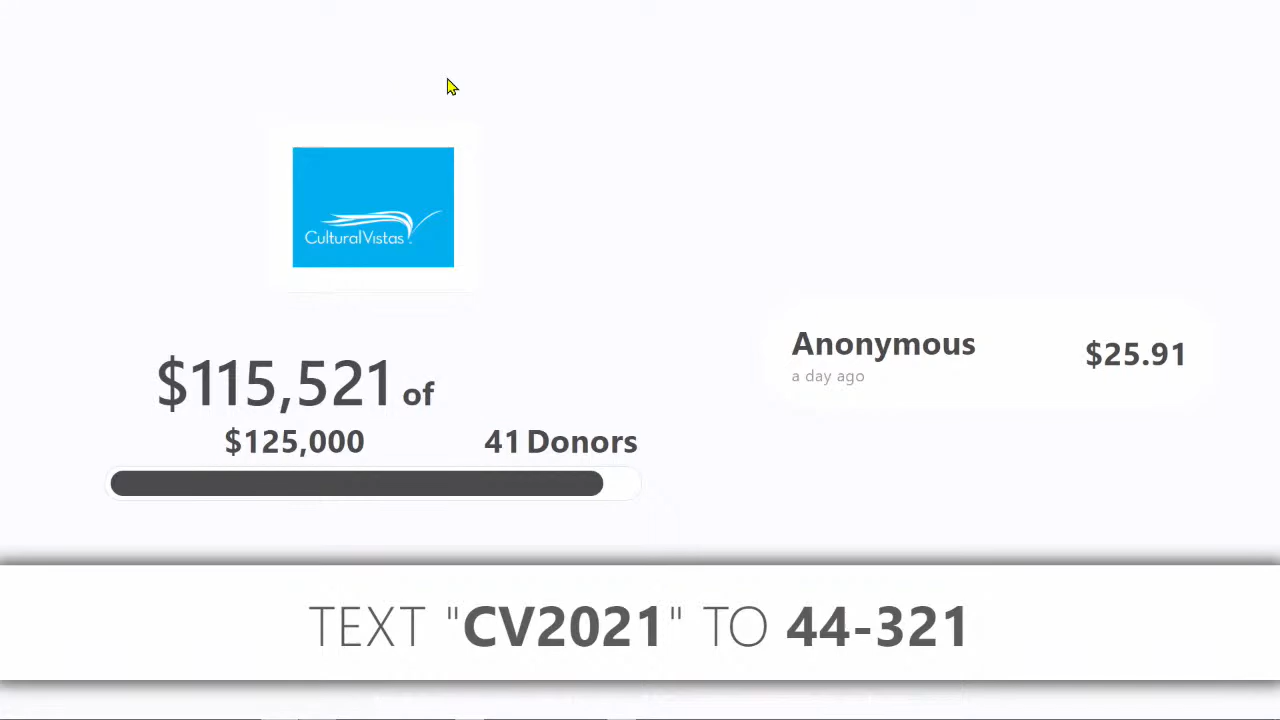 CulturalVistas
$115,521 of
$125,000
41 Donors
Anonymous
a day ago
$25.91
TEXT "CV2021" TO 44-321